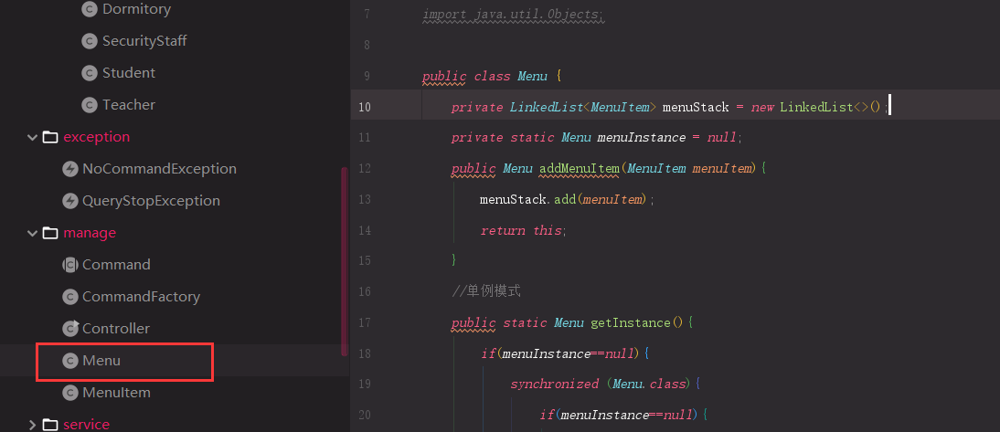 Dormitory
SecurityStaff
Student
Teacher
exception
NoCommandException
QueryStopException
manage
Command
CommandFactory
Controller
Menu
MenuItem
service
7 import java.util.Objects;
8
9 public class Menu {
10 private LinkedList<MenuItem> menuStack = new LinkedList<>();
11 private static Menu menuInstance = null;
12 public Menu addMenuItem(MenuItem menuItem){
13 menuStack.add(menuItem);
14 return this;
15 }
16 //单例模式
17 public static Menu getInstance(){
18 if(menuInstance==null){
19 synchronized (Menu.class){
20 if(menuInstance==null){